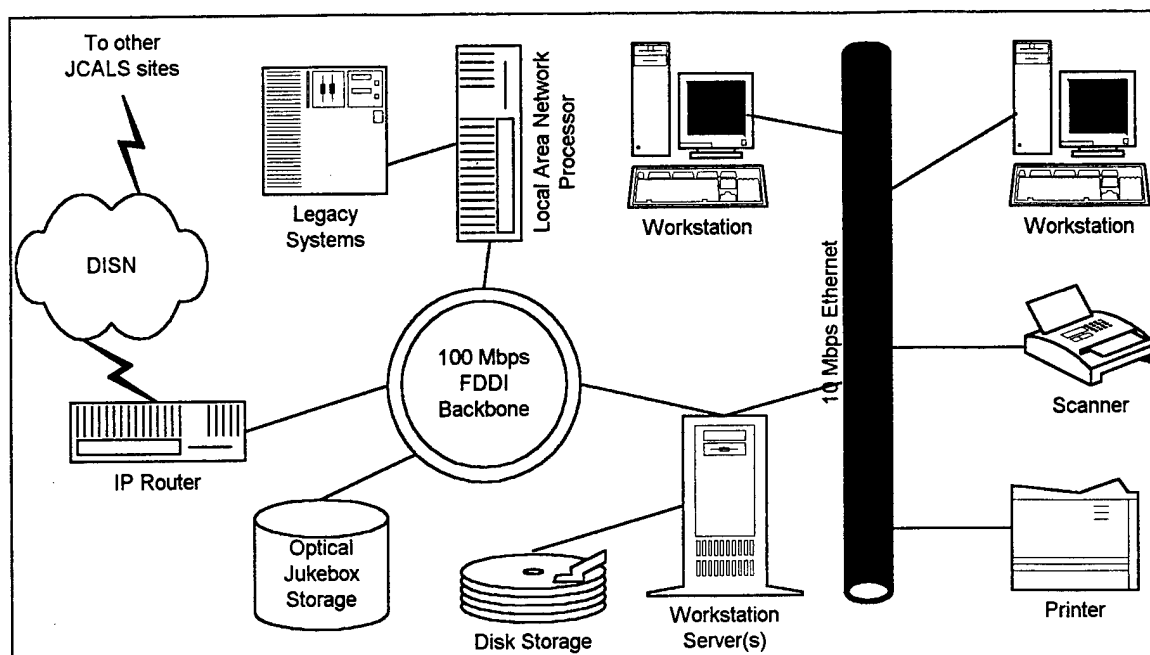 To other
JCALS sites
DISN
IP Router
Legacy
Systems
Local Area Network
Processor
100 Mbps
FDDI
Backbone
Optical
Jukebox
Storage
Disk Storage
Workstation
Server(s)
Workstation
10 Mbps Ethernet
Workstation
Scanner
Printer